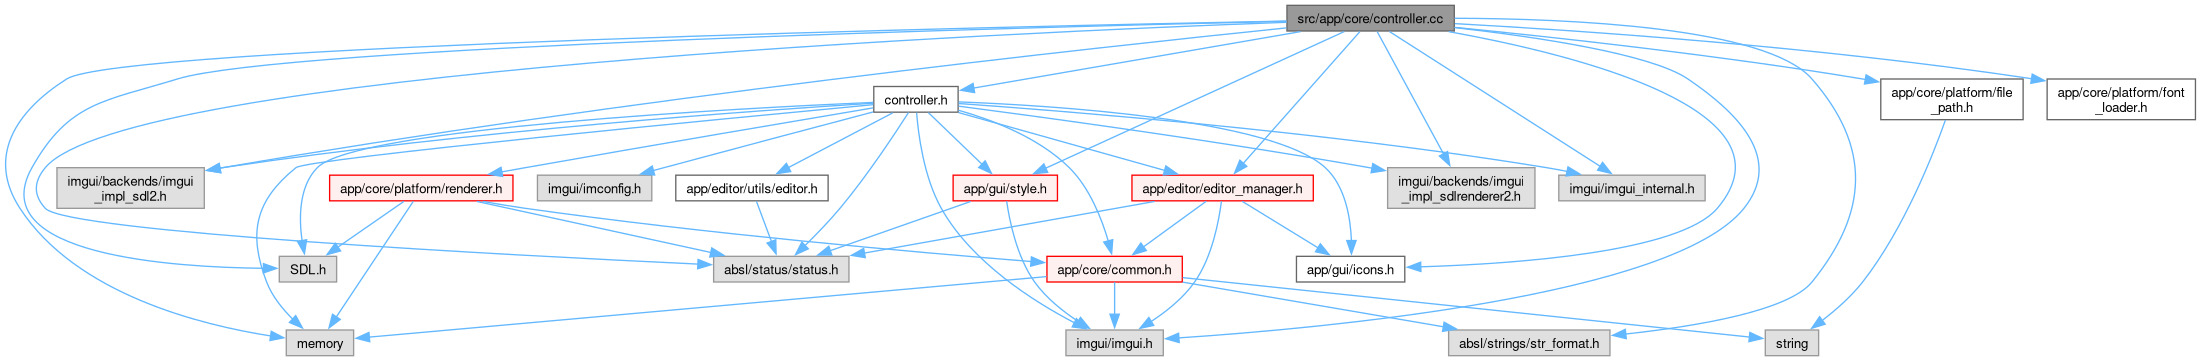 src/app/core/controller.cc
controller.h
app/core/platform/file
_path.h
app/core/platform/font
_loader.h
imgui/backends/imgui
_impl_sdl2.h
app/core/platform/renderer.h
imgui/imconfig.h
app/editor/utils/editor.h
app/gui/style.h
app/editor/editor_manager.h
imgui/backends/imgui
_impl_sdlrenderer2.h
imgui/imgui_internal.h
SDL.h
absl/status/status.h
app/core/common.h
app/gui/icons.h
memory
imgui/imgui.h
absl/strings/str_format.h
string